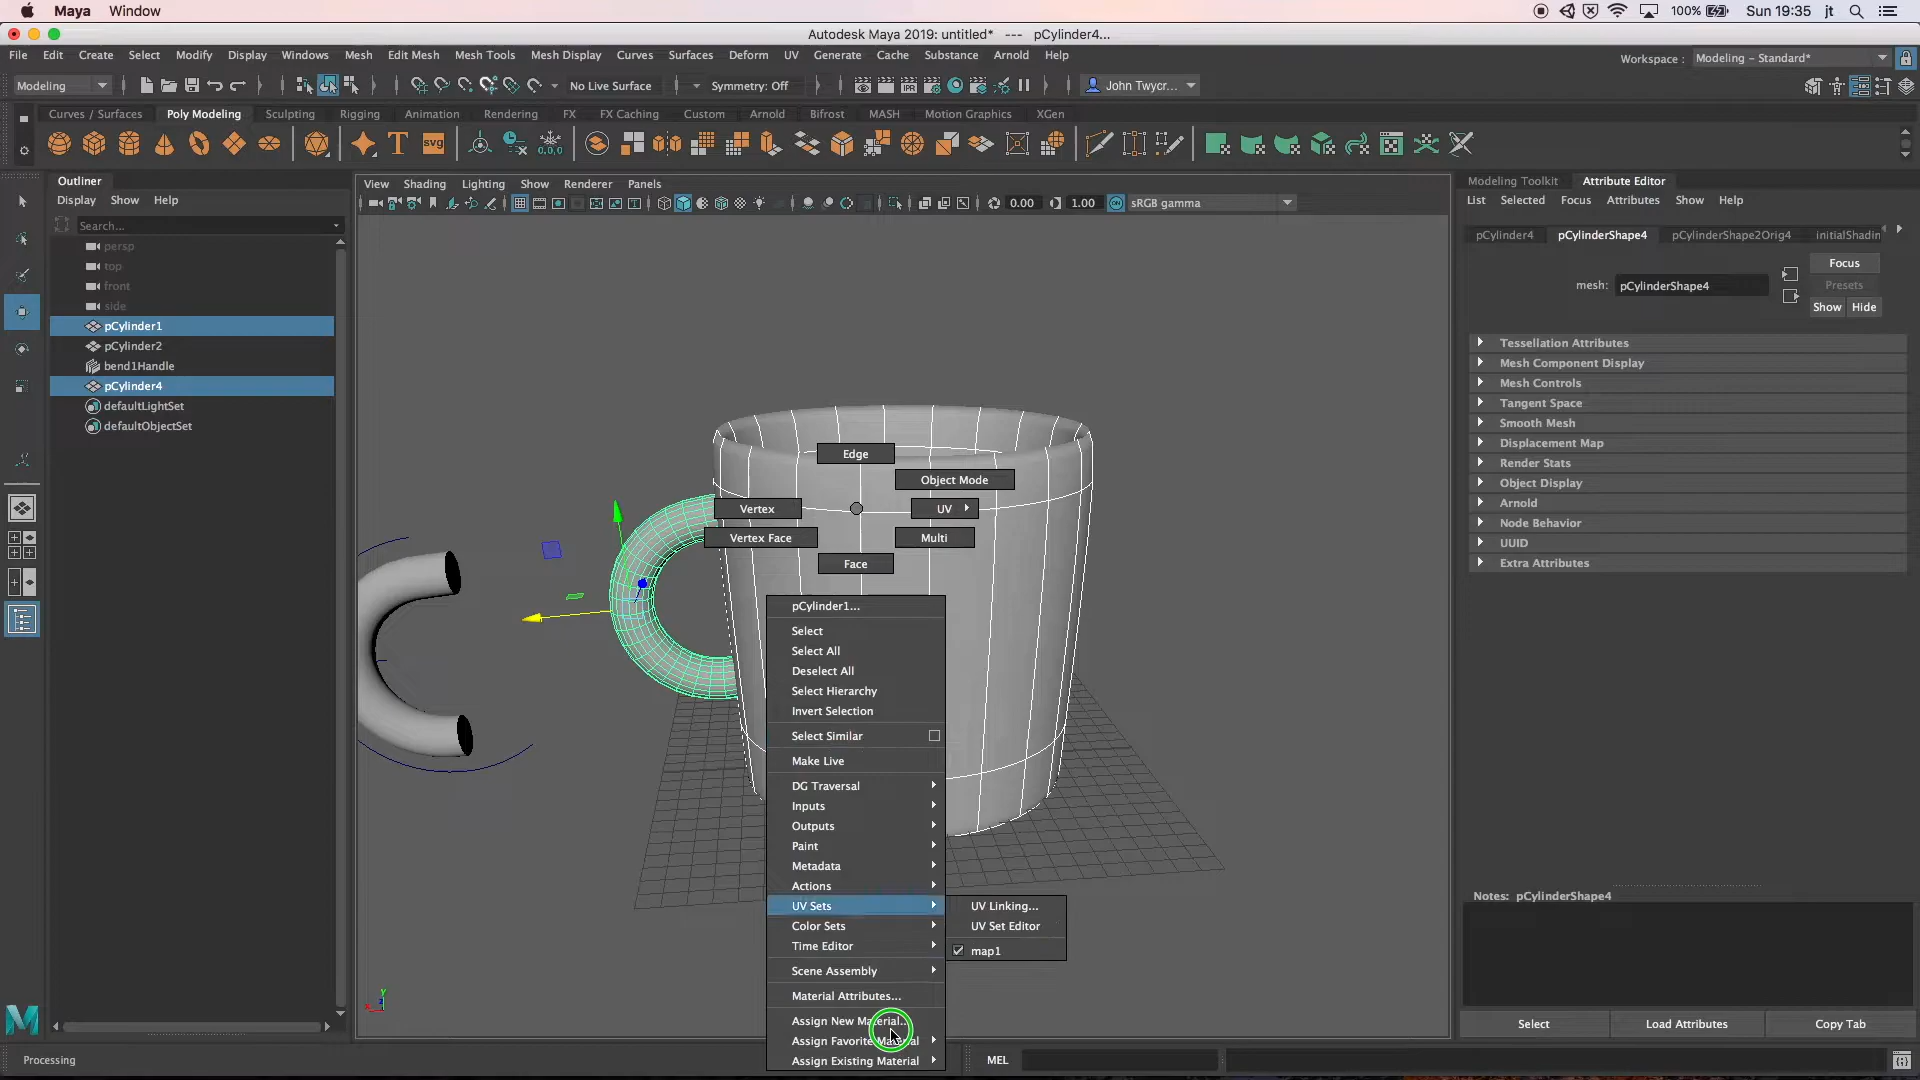 Maya Window 100% Sun 19:35 jt
Autodesk Maya 2019: untitled* --- pCylinder4...
File Edit Create Select Modify Display Windows Mesh Edit Mesh Mesh Tools Mesh Display Curves Surfaces Deform UV Generate Cache Substance Arnold Help
Workspace : Modeling - Standard*
Modeling No Live Surface Symmetry: Off John Twycr...
Curves / Surfaces Poly Modeling Sculpting Rigging Animation Rendering FX FX Caching Custom Arnold Bifrost MASH Motion Graphics XGen
IPR
T SVG 0,0,0
Outliner
Display Show Help
Search...
persp
top
front
side
pCylinder1
pCylinder2
bend1Handle
pCylinder4
defaultLightSet
defaultObjectSet
View Shading Lighting Show Renderer Panels
0.00 1.00 sRGB gamma
Edge
Object Mode
Vertex
UV
Vertex Face
Multi
Face
pCylinder1...
Select
Select All
Deselect All
Select Hierarchy
Invert Selection
Select Similar
Make Live
DG Traversal
Inputs
Outputs
Paint
Metadata
Actions
UV Sets
Color Sets
Time Editor
Scene Assembly
Material Attributes...
Assign New Material...
Assign Favorite Material
Assign Existing Material
UV Linking...
UV Set Editor
map1
Modeling Toolkit Attribute Editor
List Selected Focus Attributes Show Help
pCylinder4 pCylinderShape4 pCylinderShape2Orig4 initialShadin
Focus
mesh: pCylinderShape4
Presets
Show Hide
Tessellation Attributes
Mesh Component Display
Mesh Controls
Tangent Space
Smooth Mesh
Displacement Map
Render Stats
Object Display
Arnold
Node Behavior
UUID
Extra Attributes
Notes: pCylinderShape4
Select Load Attributes Copy Tab
Processing
MEL